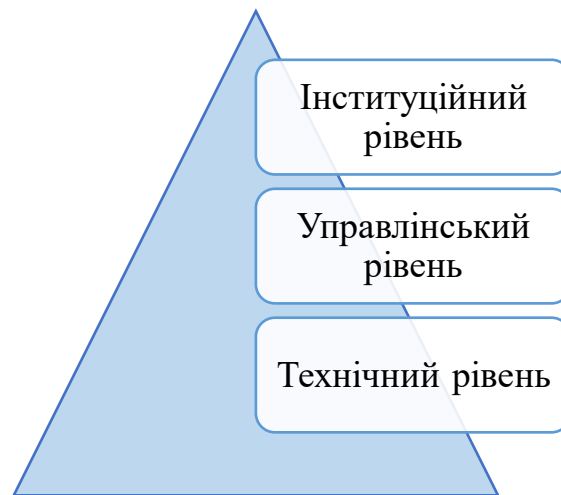 Інституційний
рівень
Управлінський
рівень
Технічний рівень